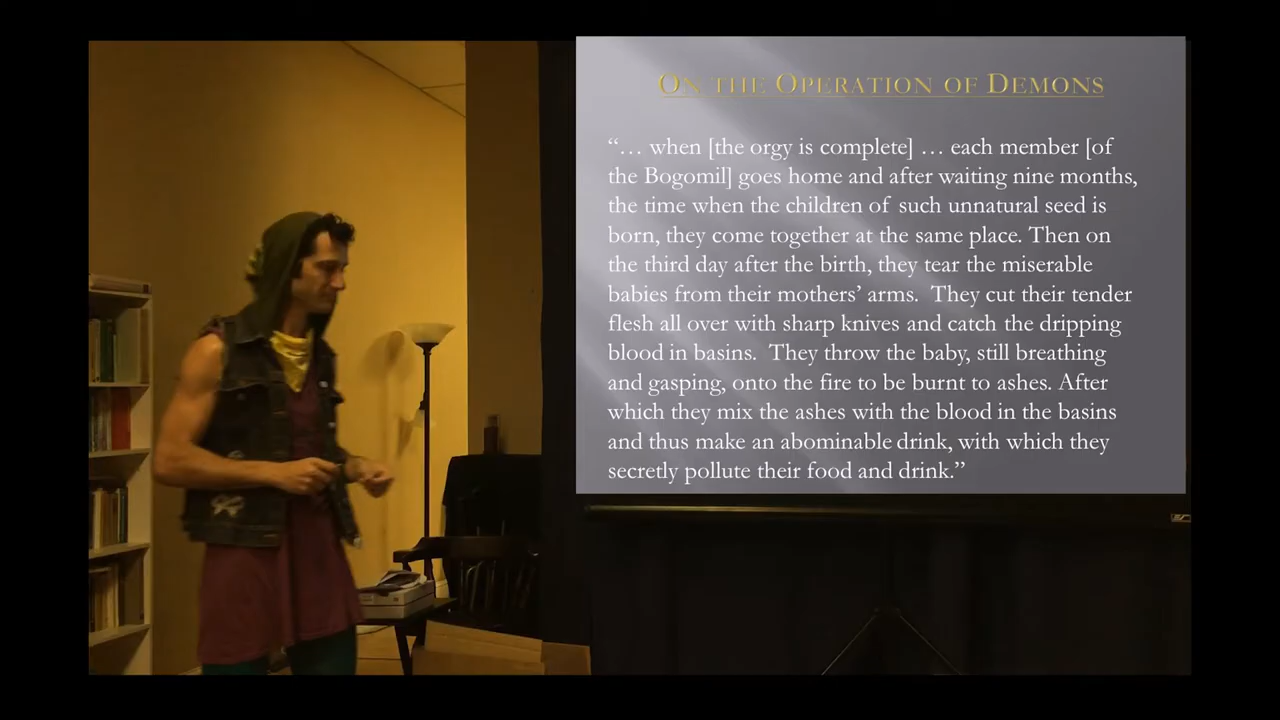 ON THE OPERATION OF DEMONS
“… when [the orgy is complete] … each member [of
the Bogomil] goes home and after waiting nine months,
the time when the children of such unnatural seed is
born, they come together at the same place. Then on
the third day after the birth, they tear the miserable
babies from their mothers’ arms.  They cut their tender
flesh all over with sharp knives and catch the dripping
blood in basins.  They throw the baby, still breathing
and gasping, onto the fire to be burnt to ashes. After
which they mix the ashes with the blood in the basins
and thus make an abominable drink, with which they
secretly pollute their food and drink.”